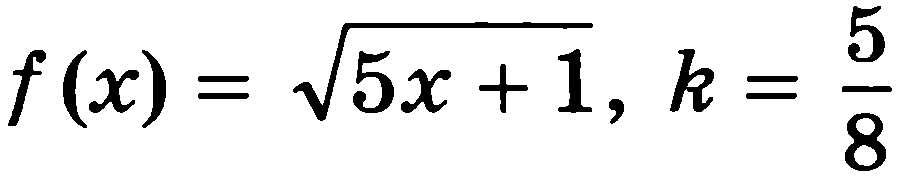 f(x) = √(5x + 1), k = 5/8